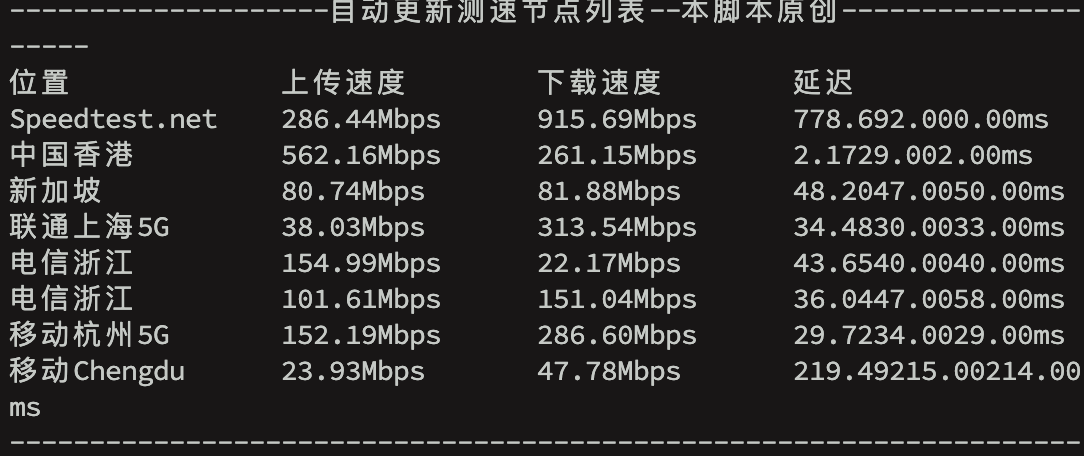 ---------------------自动更新测速节点列表--本脚本原创--------------------
位置 上传速度 下载速度 延迟
Speedtest.net 286.44Mbps 915.69Mbps 778.692.000.00ms
中国香港 562.16Mbps 261.15Mbps 2.1729.002.00ms
新加坡 80.74Mbps 81.88Mbps 48.2047.0050.00ms
联通上海5G 38.03Mbps 313.54Mbps 34.4830.0033.00ms
电信浙江 154.99Mbps 22.17Mbps 43.6540.0040.00ms
电信浙江 101.61Mbps 151.04Mbps 36.0447.0058.00ms
移动杭州5G 152.19Mbps 286.60Mbps 29.7234.0029.00ms
移动Chengdu 23.93Mbps 47.78Mbps 219.49215.00214.00
ms
----------------------------------------------------------------------